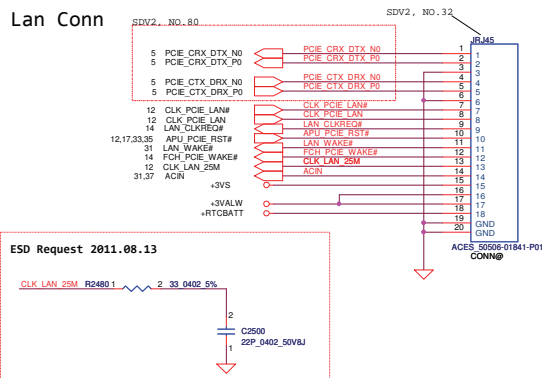 Lan Conn
SDV2, NO.80
SDV2, NO.32
JRJ45
5 PCIE_CRX_DTX_N0 PCIE_CRX_DTX_N0 1 1
5 PCIE_CRX_DTX_P0 PCIE_CRX_DTX_P0 2 2
3 3
5 PCIE_CTX_DRX_N0 PCIE_CTX_DRX_N0 4 4
5 PCIE_CTX_DRX_P0 PCIE_CTX_DRX_P0 5 5
6 6
12 CLK_PCIE_LAN# CLK_PCIE_LAN# 7 7
12 CLK_PCIE_LAN CLK_PCIE_LAN 8 8
14 LAN_CLKREQ# LAN_CLKREQ# 9 9
12,17,33,35 APU_PCIE_RST# APU_PCIE_RST# 10 10
31 LAN_WAKE# LAN_WAKE# 11 11
14 FCH_PCIE_WAKE# FCH_PCIE_WAKE# 12 12
12 CLK_LAN_25M CLK_LAN_25M 13 13
31,37 ACIN ACIN 14 14
+3VS 15 15
16 16
+3VALW 17 17
+RTCBATT 18 18
19 GND
20 GND
ACES_50506-01841-P01
CONN@
ESD Request 2011.08.13
CLK_LAN_25M R2480 1 2 33_0402_5%
2
C2500
22P_0402_50V8J
1